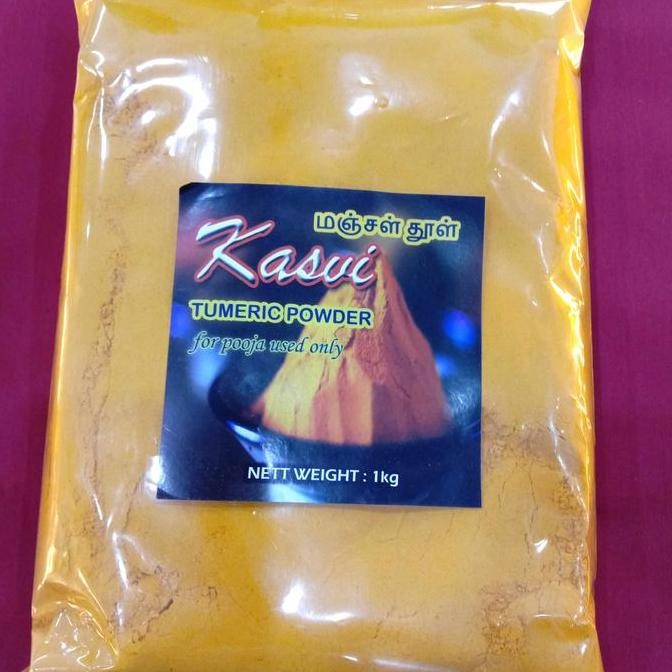 மஞ்சள் தூள்
Kasvi
TUMERIC POWDER
for pooja used only
NETT WEIGHT : 1kg